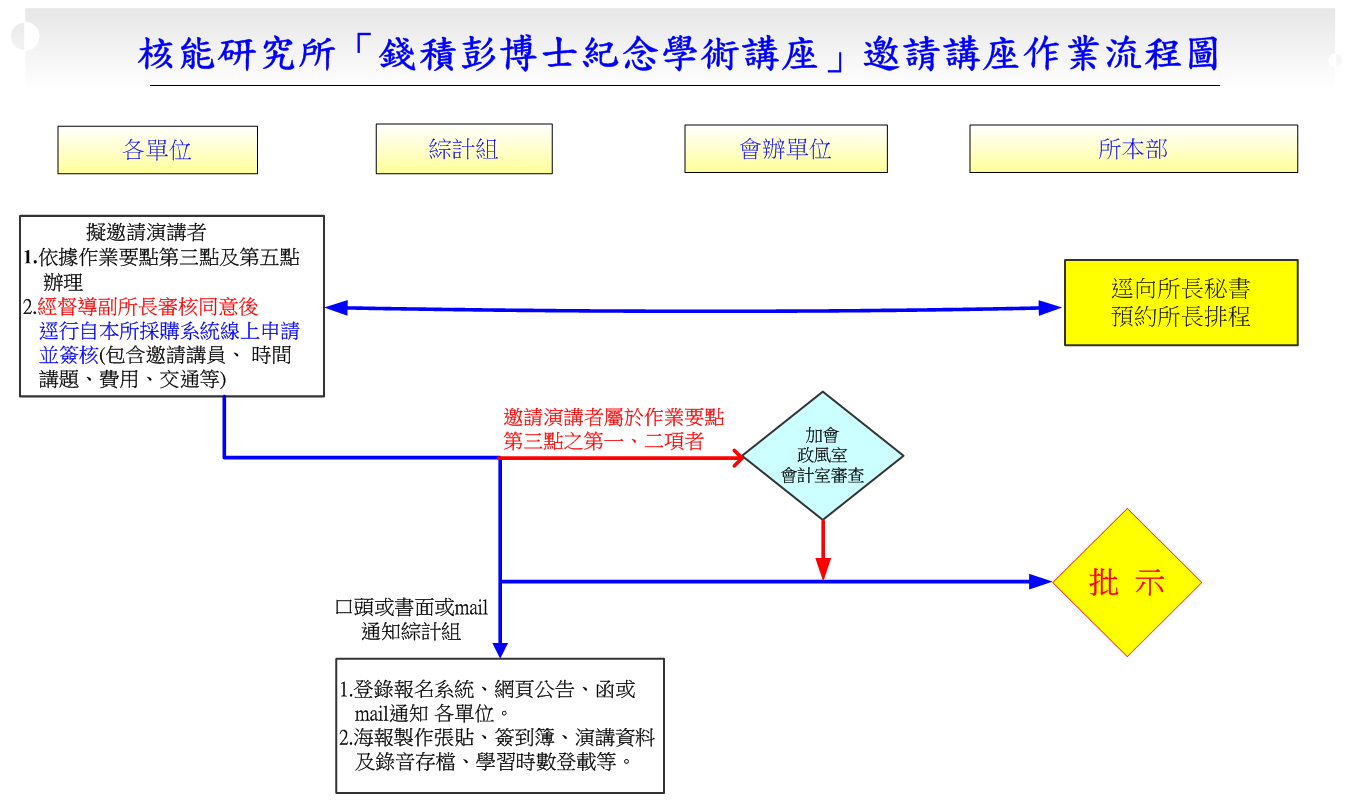 核能研究所「錢積彭博士紀念學術講座」邀請講座作業流程圖
各單位
綜計組
會辦單位
所本部
擬邀請演講者
1.依據作業要點第三點及第五點
辦理
2.經督導副所長審核同意後
逕行自本所採購系統線上申請
並簽核(包含邀請講員、 時間
講題、費用、交通等)
逕向所長秘書
預約所長排程
邀請演講者屬於作業要點
第三點之第一、二項者
加會
政風室
會計室審查
批 示
口頭或書面或mail
通知綜計組
1.登錄報名系統、網頁公告、函或
mail通知 各單位。
2.海報製作張貼、簽到簿、演講資料
及錄音存檔、學習時數登載等。